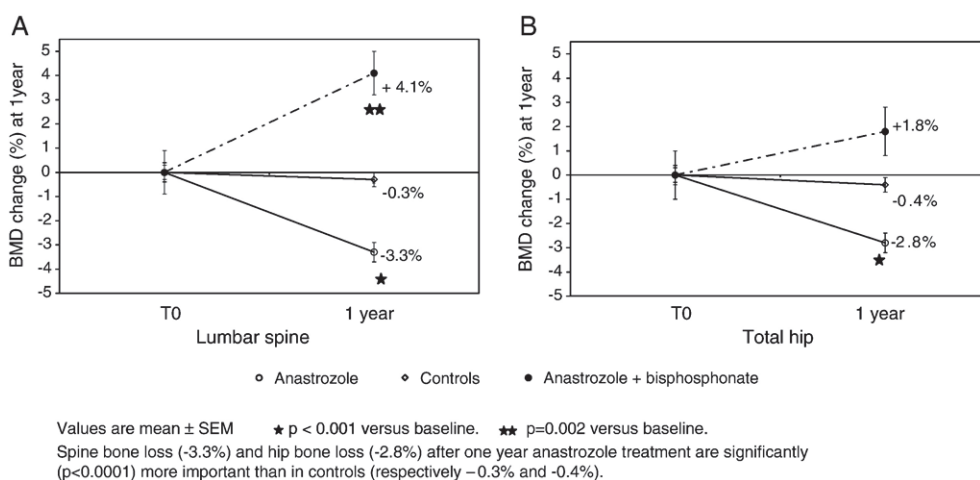 A
BMD change (%) at 1year
5
4
3
2
1
0
-1
-2
-3
-4
-5
+ 4.1%
★★
-0.3%
-3.3%
★
T0 1 year
Lumbar spine
B
BMD change (%) at 1year
5
4
3
2
1
0
-1
-2
-3
-4
-5
+1.8%
-0.4%
-2.8%
★
T0 1 year
Total hip
Anastrozole Controls Anastrozole + bisphosphonate
Values are mean ± SEM ★ p < 0.001 versus baseline. ★★ p=0.002 versus baseline.
Spine bone loss (-3.3%) and hip bone loss (-2.8%) after one year anastrozole treatment are significantly
(p<0.0001) more important than in controls (respectively –0.3% and -0.4%).